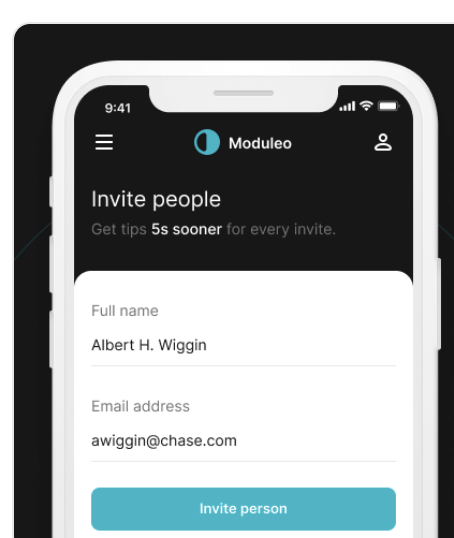 9:41
Moduleo
Invite people
Get tips 5s sooner for every invite.
Full name
Albert H. Wiggin
Email address
awiggin@chase.com
Invite person